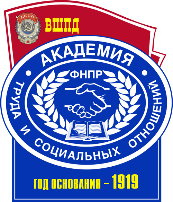 ВШПД
АКАДЕМИЯ
ФНПР
ТРУДА И СОЦИАЛЬНЫХ ОТНОШЕНИЙ
ГОД ОСНОВАНИЯ - 1919